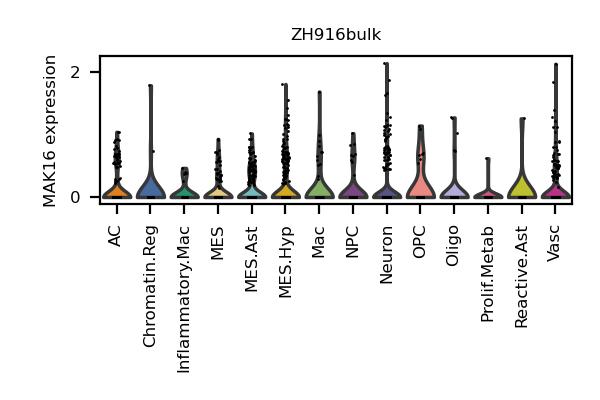 ZH916bulk
MAK16 expression
2
0
AC
Chromatin.Reg
Inflammatory.Mac
MES
MES.Ast
MES.Hyp
Mac
NPC
Neuron
OPC
Oligo
Prolif.Metab
Reactive.Ast
Vasc